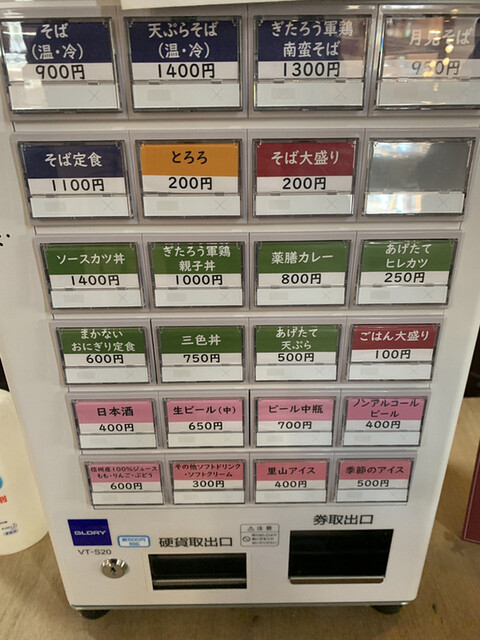 そば
(温・冷)
900円
天ぷらそば
(温・冷)
1400円
ぎたろう軍鶏
南蛮そば
1300円
月見そば
950円
そば定食
1100円
とろろ
200円
そば大盛り
200円
ソースカツ丼
1400円
ぎたろう軍鶏
親子丼
1000円
薬膳カレー
800円
あげたて
ヒレカツ
250円
まかない
おにぎり定食
600円
三色丼
750円
あげたて
天ぷら
500円
ごはん大盛り
100円
日本酒
400円
生ビール(中)
650円
ビール中瓶
700円
ノンアルコール
ビール
400円
信州産100%ジュース
もも・りんご・ぶどう
600円
その他ソフトドリンク
・ソフトクリーム
300円
里山アイス
400円
季節のアイス
500円
GLORY
VT-S20
硬貨取出口
注意
券取出口